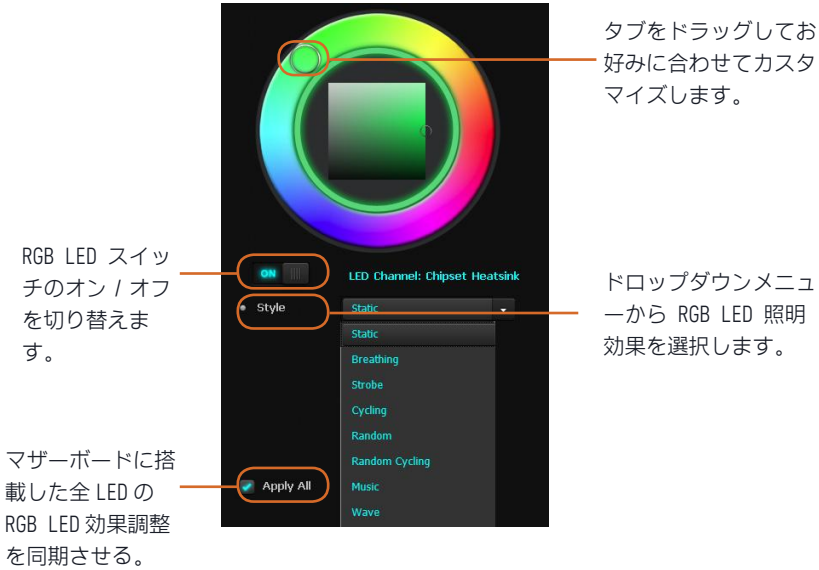 タブをドラッグしてお
好みに合わせてカスタ
マイズします。
RGB LED スイッ
チのオン / オフ
を切り替えま
す。
ON
LED Channel: Chipset Heatsink
Style
Static
ドロップダウンメニュ
ーから RGB LED 照明
効果を選択します。
Static
Breathing
Strobe
Cycling
Random
Random Cycling
Music
Wave
マザーボードに搭
載した全 LED の
RGB LED 効果調整
を同期させる。
Apply All